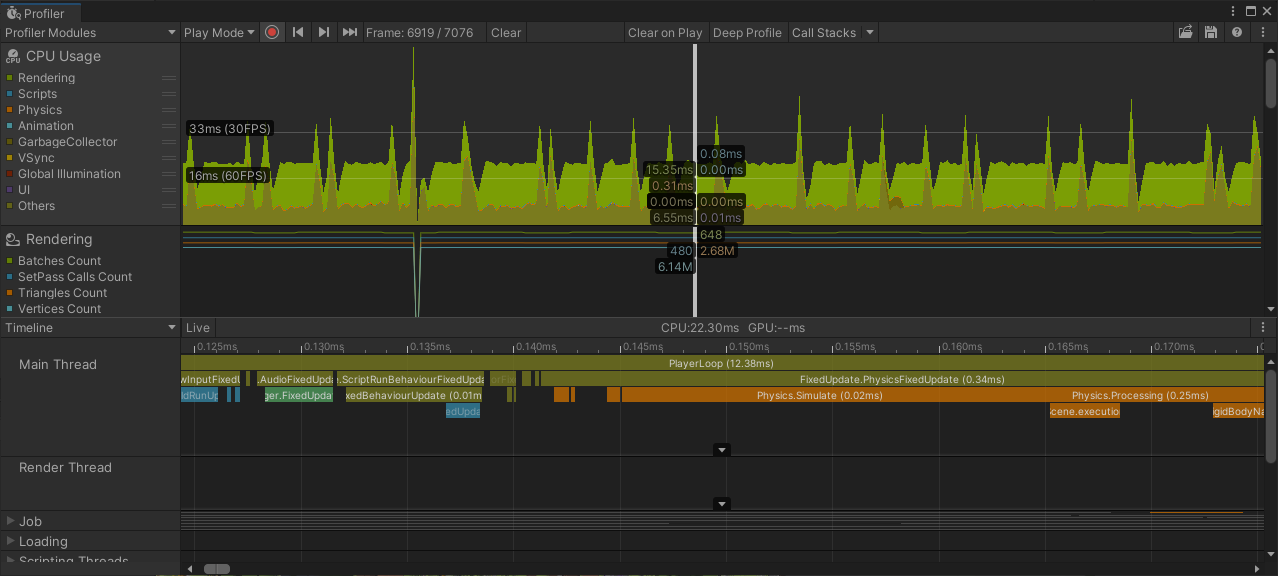 Profiler
Profiler Modules
Play Mode
Frame: 6919 / 7076
Clear
Clear on Play
Deep Profile
Call Stacks
CPU Usage
Rendering
Scripts
Physics
Animation
GarbageCollector
VSync
Global Illumination
UI
Others
33ms (30FPS)
16ms (60FPS)
0.08ms
15.35ms
0.00ms
0.31ms
0.00ms
0.00ms
6.55ms
0.01ms
Rendering
Batches Count
SetPass Calls Count
Triangles Count
Vertices Count
648
480
2.68M
6.14M
Timeline
Live
CPU:22.30ms GPU:--ms
0.125ms
0.130ms
0.135ms
0.140ms
0.145ms
0.150ms
0.155ms
0.160ms
0.165ms
0.170ms
Main Thread
PlayerLoop (12.38ms)
wInputFixedU
.AudioFixedUpda
e.ScriptRunBehaviourFixedUpda
FixedUpdate.PhysicsFixedUpdate (0.34ms)
ldRunUp
ger.FixedUpdat
xedBehaviourUpdate (0.01m
Physics.Simulate (0.02ms)
Physics.Processing (0.25ms)
edUpda
Scene.executio
gidBodyNa
Render Thread
Job
Loading
Scripting Threads